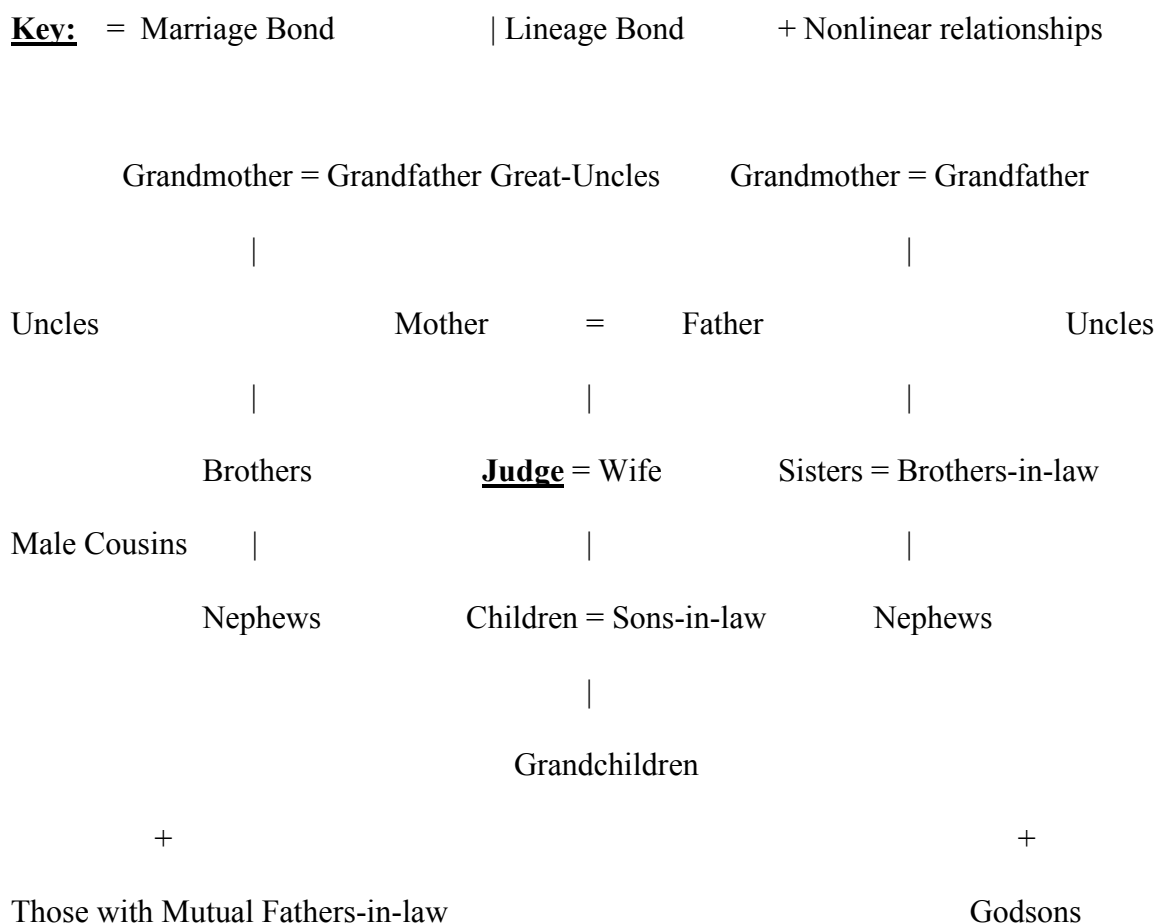 Key: = Marriage Bond | Lineage Bond + Nonlinear relationships
Grandmother = Grandfather Great-Uncles Grandmother = Grandfather
| |
Uncles Mother = Father Uncles
| | |
Brothers Judge = Wife Sisters = Brothers-in-law
Male Cousins | | |
Nephews Children = Sons-in-law Nephews
|
Grandchildren
+ +
Those with Mutual Fathers-in-law Godsons